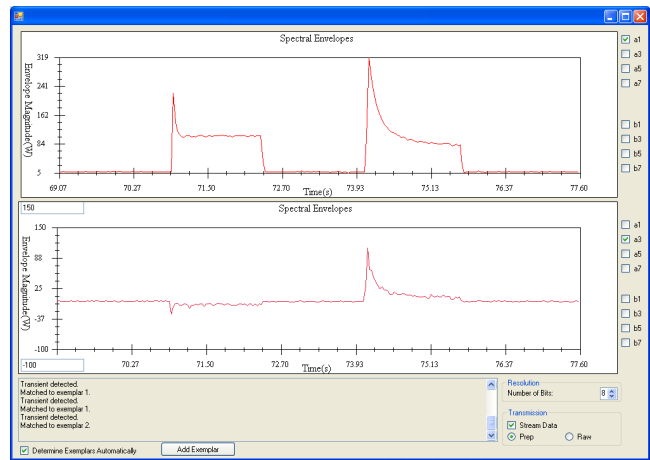 Spectral Envelopes
Envelope Magnitude(W)
319
241
162
84
5
69.07 70.27 71.50 72.70 73.93 75.13 76.37 77.60
Time(s)
a1
a3
a5
a7
b1
b3
b5
b7
150
Spectral Envelopes
Envelope Magnitude(W)
150
88
25
-37
-100
-100
70.27 71.50 72.70 73.93 75.13 76.37 77.60
Time(s)
a1
a3
a5
a7
b1
b3
b5
b7
Transient detected.
Matched to exemplar 1.
Transient detected.
Matched to exemplar 1.
Transient detected.
Matched to exemplar 2.
Resolution
Number of Bits: 8
Transmission
Stream Data
Prep Raw
Determine Exemplars Automatically
Add Exemplar